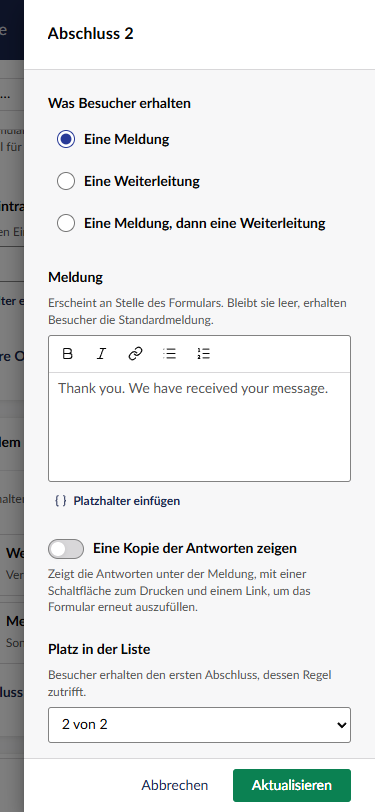 Abschluss 2
Was Besucher erhalten
Eine Meldung
Eine Weiterleitung
Eine Meldung, dann eine Weiterleitung
Meldung
Erscheint an Stelle des Formulars. Bleibt sie leer, erhalten
Besucher die Standardmeldung.
B I
Thank you. We have received your message.
{ } Platzhalter einfügen
Eine Kopie der Antworten zeigen
Zeigt die Antworten unter der Meldung, mit einer
Schaltfläche zum Drucken und einem Link, um das
Formular erneut auszufüllen.
Platz in der Liste
Besucher erhalten den ersten Abschluss, dessen Regel
zutrifft.
2 von 2
Abbrechen
Aktualisieren